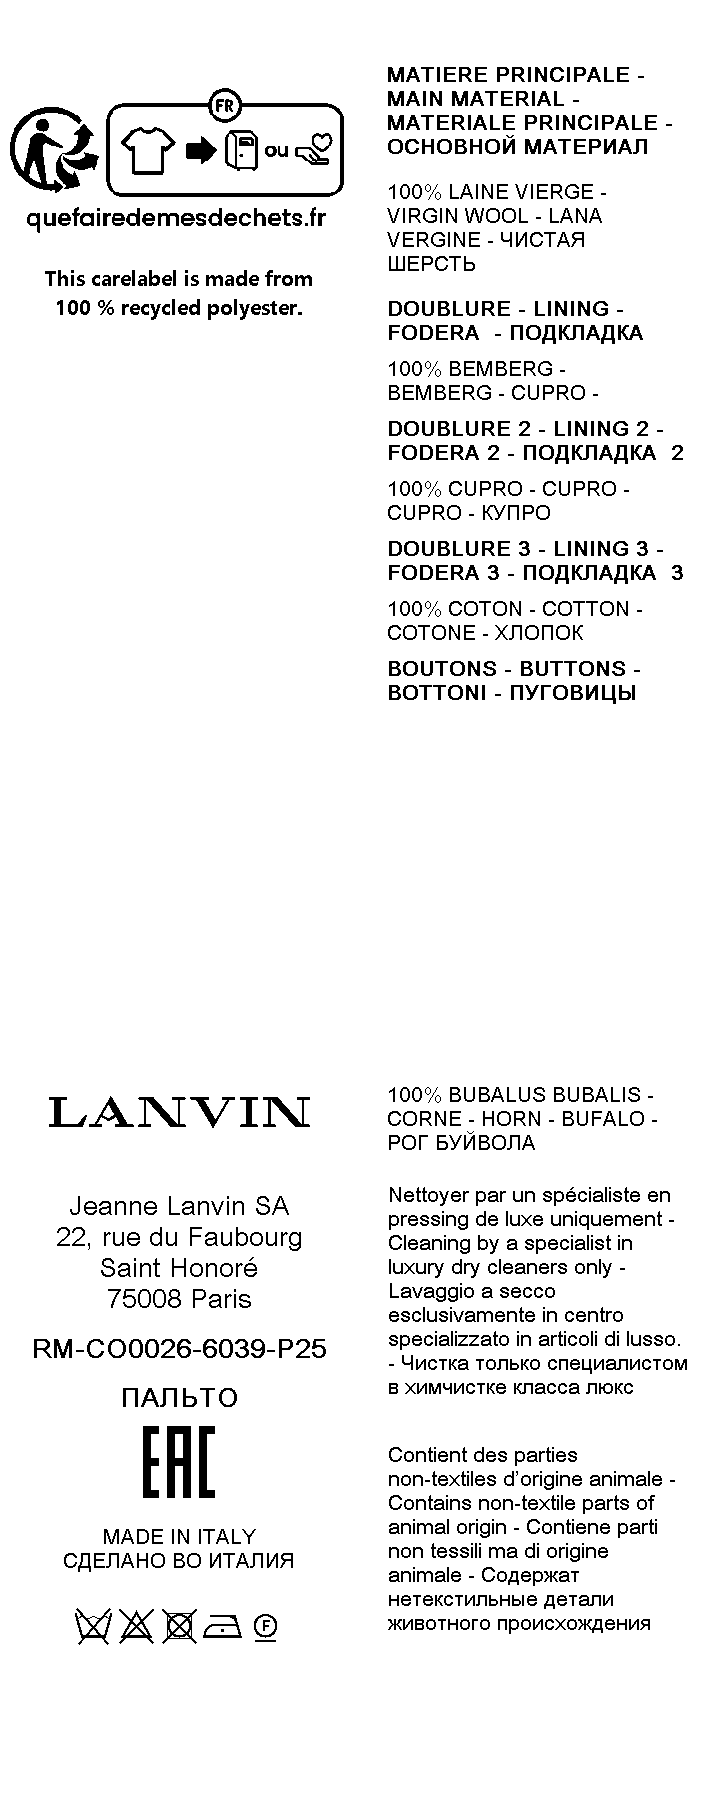 FR
ou
quefairedemesdechets.fr
This carelabel is made from
100 % recycled polyester.
MATIERE PRINCIPALE -
MAIN MATERIAL -
MATERIALE PRINCIPALE -
ОСНОВНОЙ МАТЕРИАЛ
100% LAINE VIERGE -
VIRGIN WOOL - LANA
VERGINE - ЧИСТАЯ
ШЕРСТЬ
DOUBLURE - LINING -
FODERA - ПОДКЛАДКА
100% BEMBERG -
BEMBERG - CUPRO -
DOUBLURE 2 - LINING 2 -
FODERA 2 - ПОДКЛАДКА 2
100% CUPRO - CUPRO -
CUPRO - КУПРО
DOUBLURE 3 - LINING 3 -
FODERA 3 - ПОДКЛАДКА 3
100% COTON - COTTON -
COTONE - ХЛОПОК
BOUTONS - BUTTONS -
BOTTONI - ПУГОВИЦЫ
LANVIN
Jeanne Lanvin SA
22, rue du Faubourg
Saint Honoré
75008 Paris
RM-CO0026-6039-P25
ПАЛЬТО
EAC
MADE IN ITALY
СДЕЛАНО ВО ИТАЛИЯ
F
100% BUBALUS BUBALIS -
CORNE - HORN - BUFALO -
РОГ БУЙВОЛА
Nettoyer par un spécialiste en
pressing de luxe uniquement -
Cleaning by a specialist in
luxury dry cleaners only -
Lavaggio a secco
esclusivamente in centro
specializzato in articoli di lusso.
- Чистка только специалистом
в химчистке класса люкс
Contient des parties
non-textiles d’origine animale -
Contains non-textile parts of
animal origin - Contiene parti
non tessili ma di origine
animale - Содержат
нетекстильные детали
животного происхождения